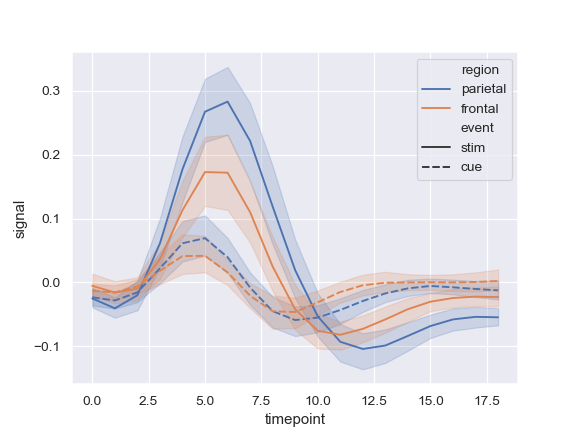 region
parietal
frontal
event
stim
cue
signal
0.3
0.2
0.1
0.0
−0.1
0.0 2.5 5.0 7.5 10.0 12.5 15.0 17.5
timepoint